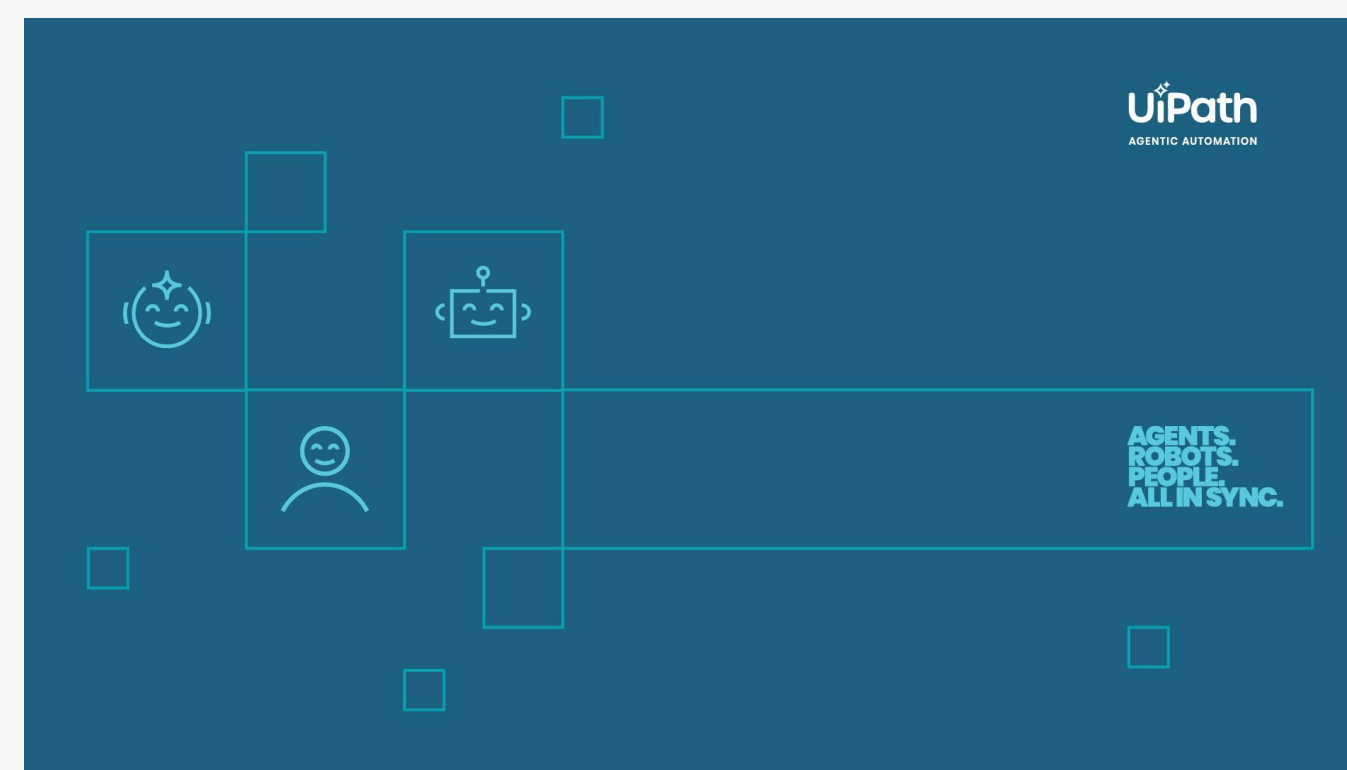 UiPath
AGENTIC AUTOMATION
AGENTS.
ROBOTS.
PEOPLE.
ALL IN SYNC.